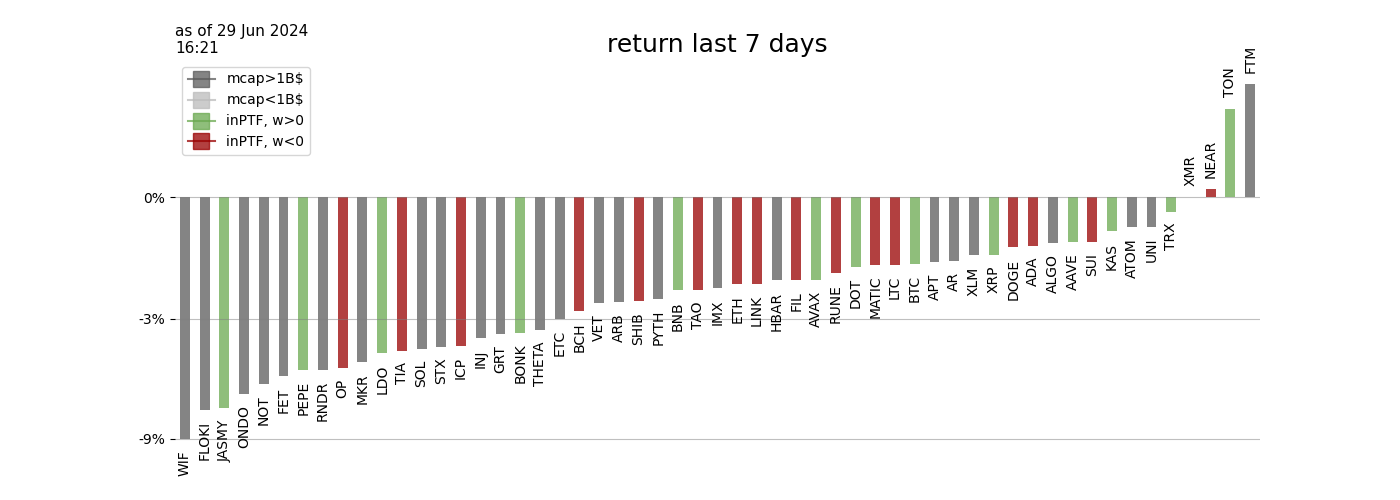 as of 29 Jun 2024
16:21
return last 7 days
mcap>1B$
mcap<1B$
inPTF, w>0
inPTF, w<0
0%
-3%
-9%
WIF
FLOKI
JASMY
ONDO
NOT
FET
PEPE
RNDR
OP
MKR
LDO
TIA
SOL
STX
ICP
INJ
GRT
BONK
THETA
ETC
BCH
VET
ARB
SHIB
PYTH
BNB
TAO
IMX
ETH
LINK
HBAR
FIL
AVAX
RUNE
DOT
MATIC
LTC
BTC
APT
AR
XLM
XRP
DOGE
ADA
ALGO
AAVE
SUI
KAS
ATOM
UNI
TRX
XMR
NEAR
TON
FTM